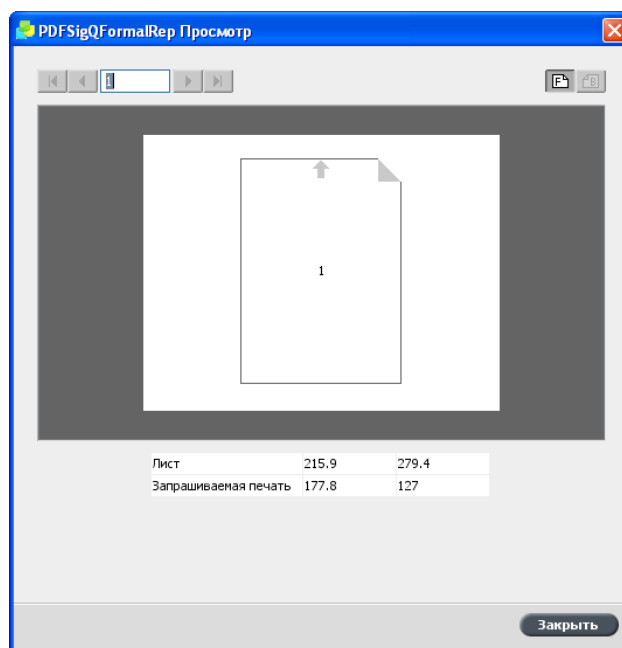 PDFSigQFormalRep Просмотр
1
F B
1
Лист 215.9 279.4
Запрашиваемая печать 177.8 127
Закрыть